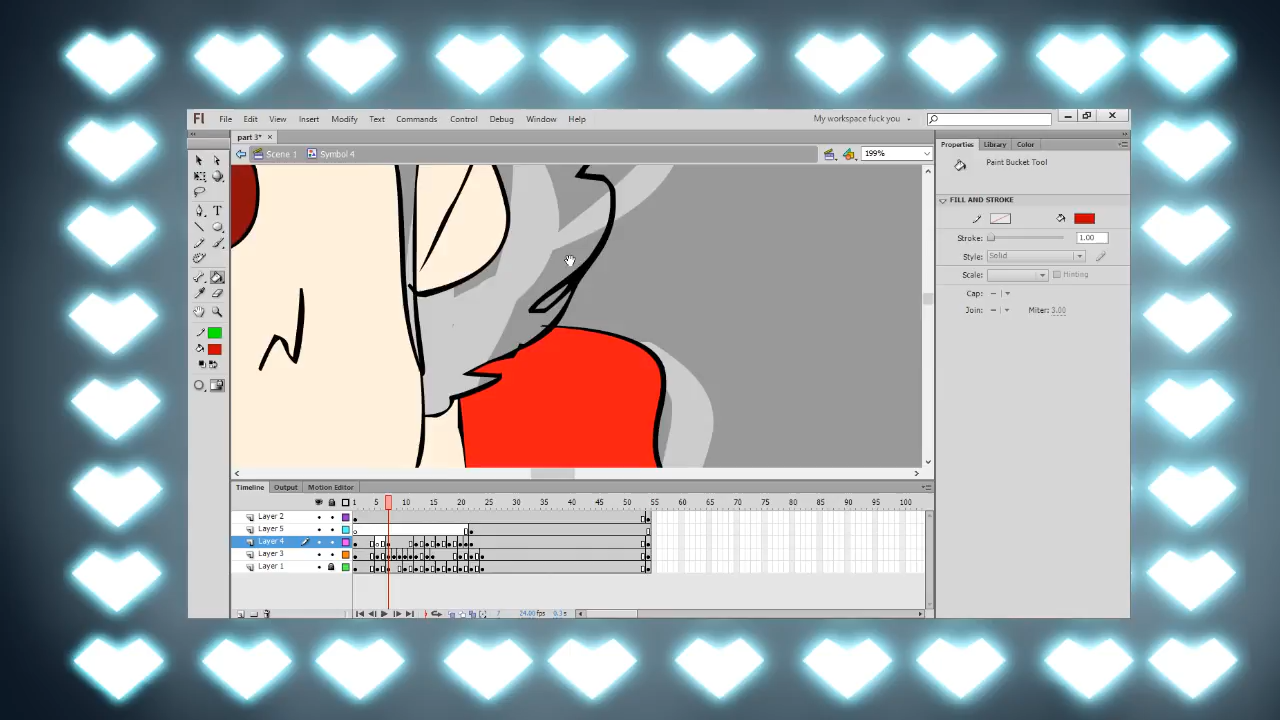 Fl File Edit View Insert Modify Text Commands Control Debug Window Help My workspace fuck you
part 3* ×
Scene 1 Symbol 4 199%
Properties Library Color
Paint Bucket Tool
FILL AND STROKE
Stroke: 1.00
Style: Solid
Scale: Hinting
Cap:
Join: Miter: 3.00
T
Timeline Output Motion Editor
1 5 10 15 20 25 30 35 40 45 50 55 60 65 70 75 80 85 90 95 100
Layer 2
Layer 5
Layer 4
Layer 3
Layer 1
7 24.00 fps 0.3 s